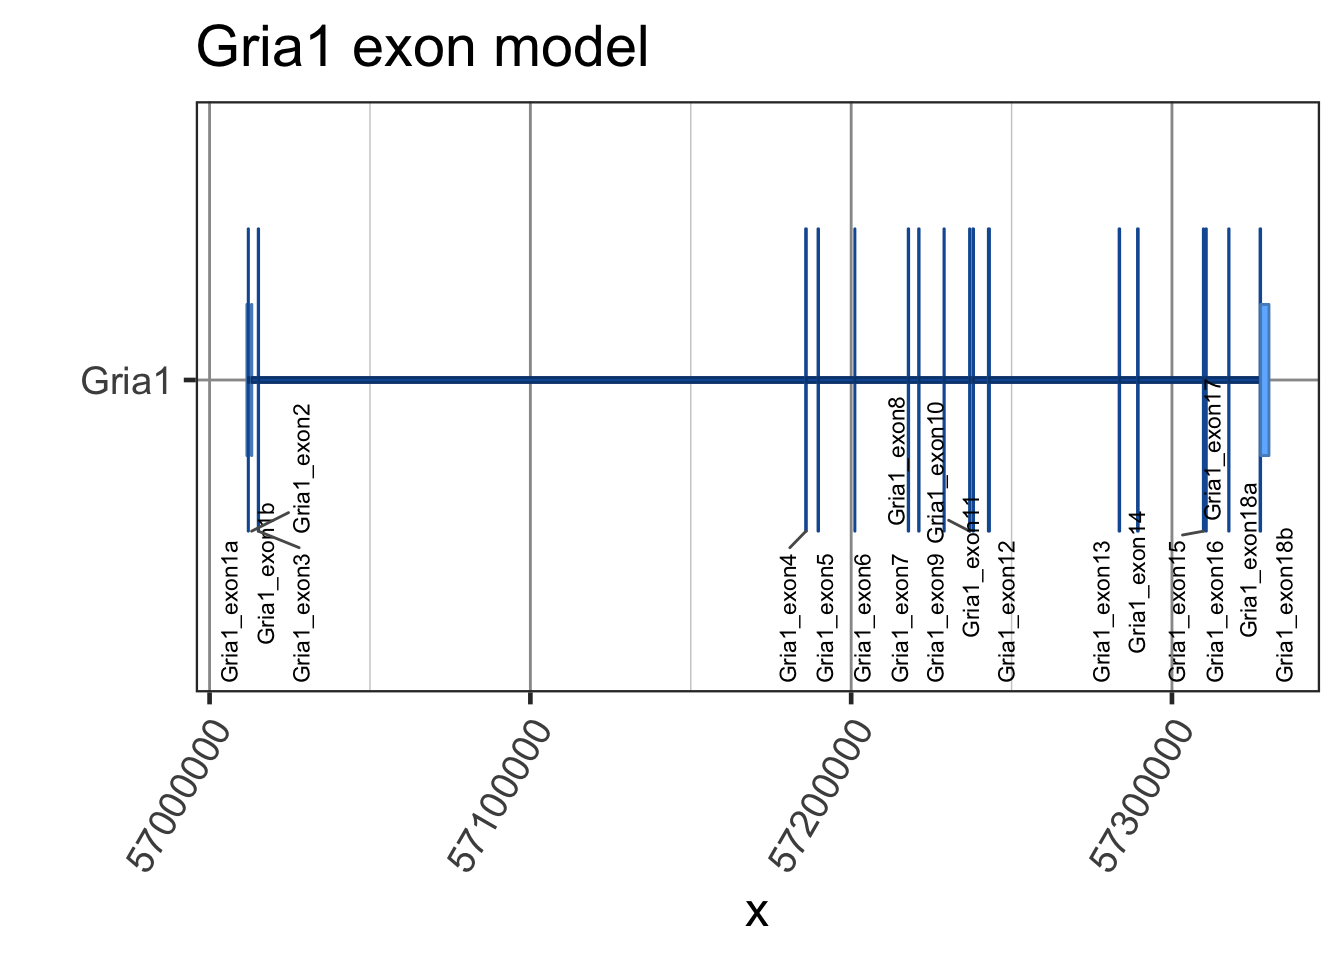 Gria1 exon model
Gria1
Gria1_exon1a
Gria1_exon1b
Gria1_exon2
Gria1_exon3
Gria1_exon4
Gria1_exon5
Gria1_exon6
Gria1_exon7
Gria1_exon8
Gria1_exon9
Gria1_exon10
Gria1_exon11
Gria1_exon12
Gria1_exon13
Gria1_exon14
Gria1_exon15
Gria1_exon16
Gria1_exon17
Gria1_exon18a
Gria1_exon18b
57000000
57100000
57200000
57300000
x